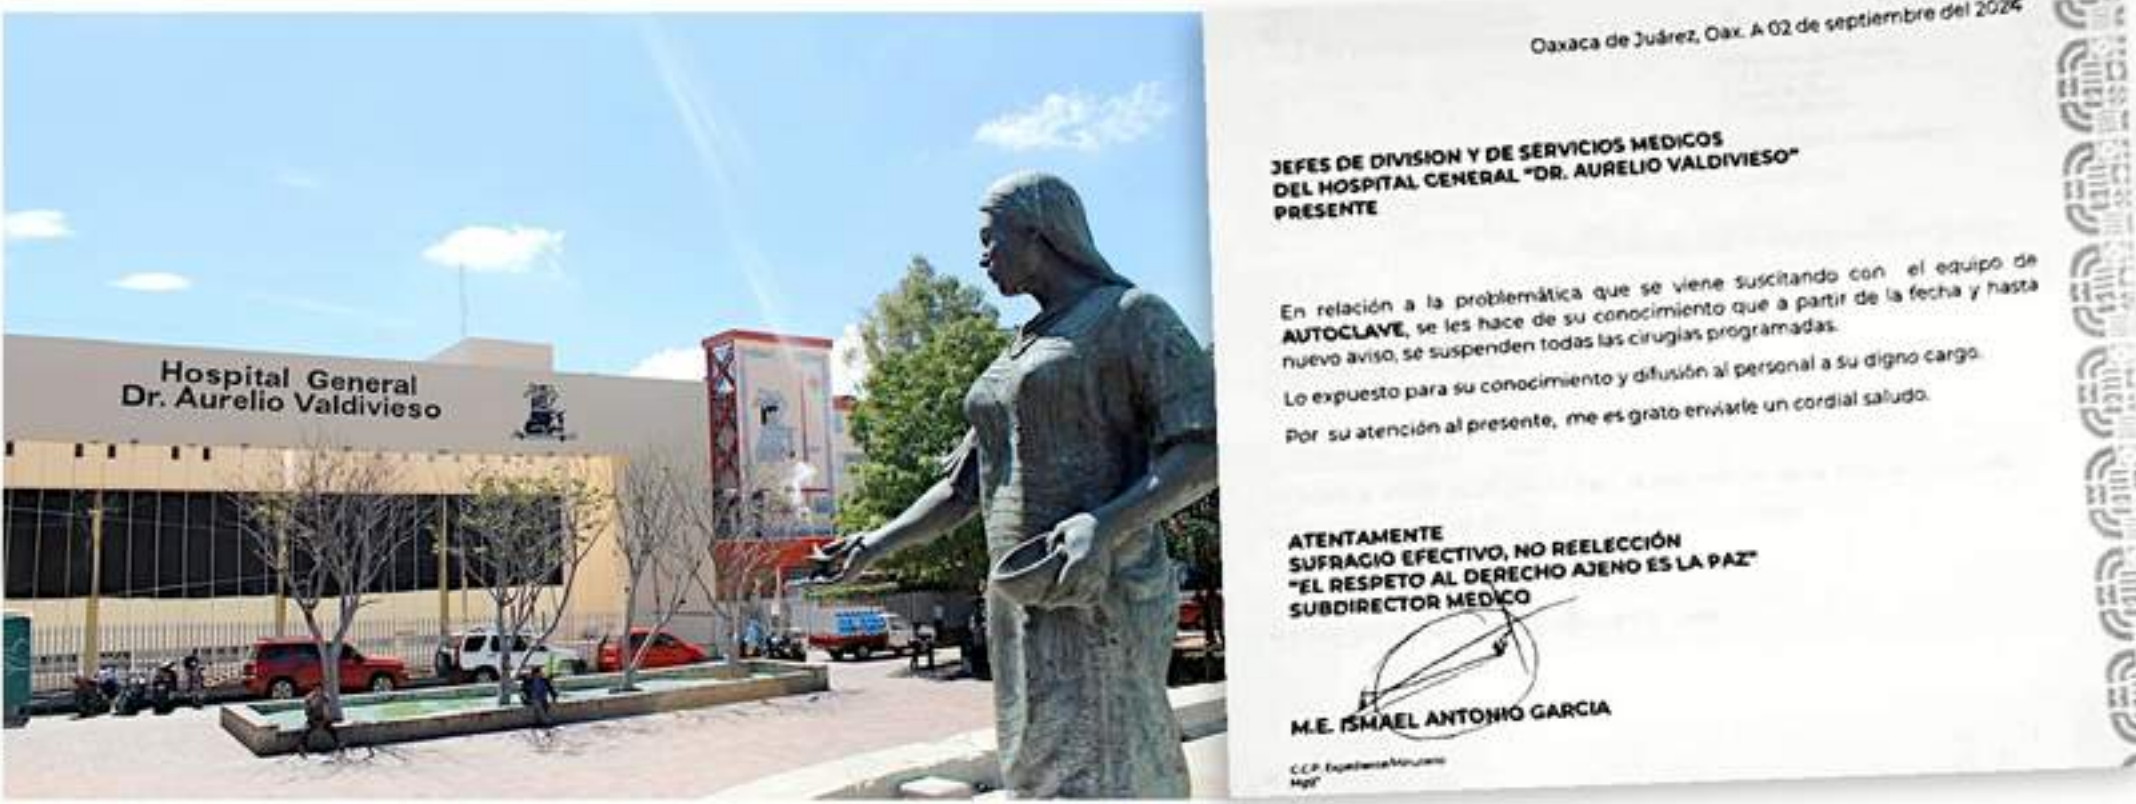 Hospital General
Dr. Aurelio Valdivieso
Oaxaca de Juárez, Oax. A 02 de septiembre del 2024
JEFES DE DIVISION Y DE SERVICIOS MEDICOS
DEL HOSPITAL GENERAL "DR. AURELIO VALDIVIESO"
PRESENTE
En relación a la problemática que se viene suscitando con el equipo de
AUTOCLAVE, se les hace de su conocimiento que a partir de la fecha y hasta
nuevo aviso, se suspenden todas las cirugías programadas.
Lo expuesto para su conocimiento y difusión al personal a su digno cargo.
Por su atención al presente, me es grato enviarle un cordial saludo.
ATENTAMENTE
SUFRAGIO EFECTIVO, NO REELECCIÓN
"EL RESPETO AL DERECHO AJENO ES LA PAZ"
SUBDIRECTOR MEDICO
M.E. ISMAEL ANTONIO GARCIA
C.C.P. Expediente/Minutario